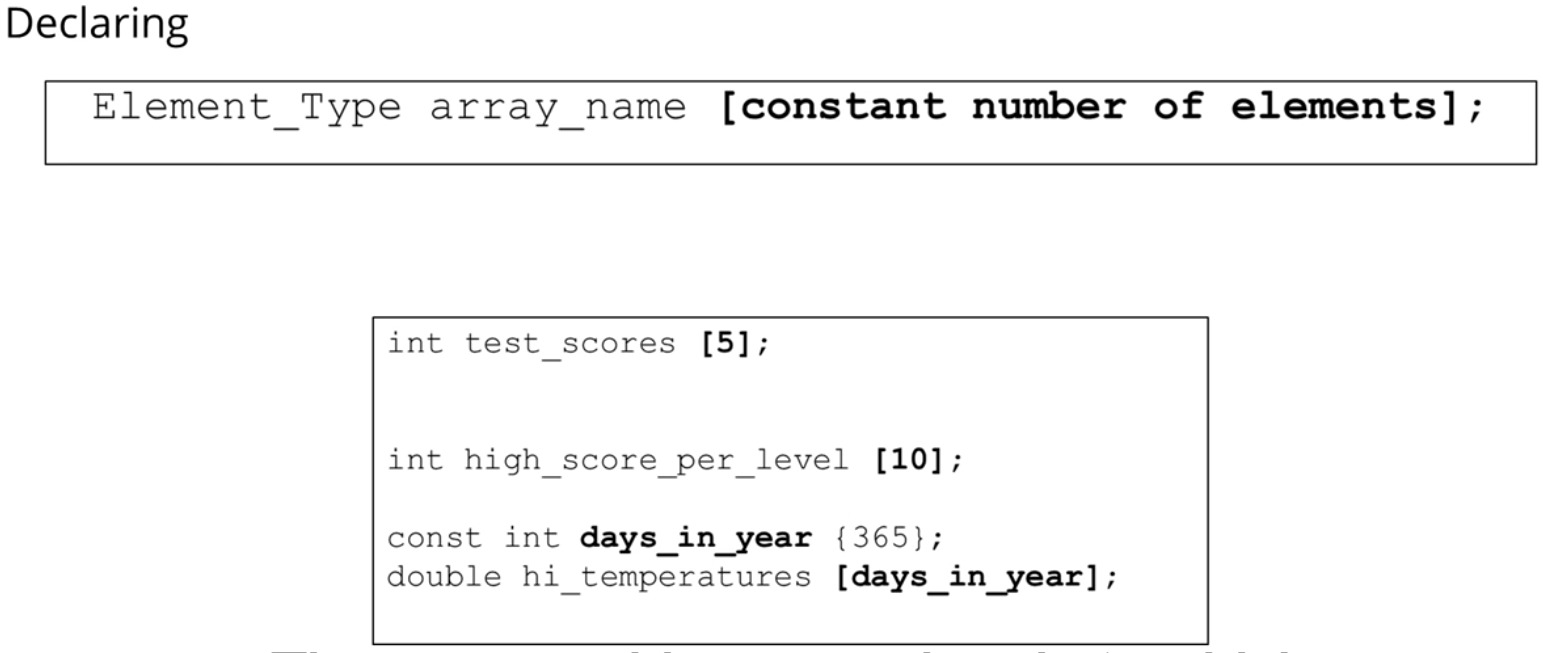 Declaring
Element_Type array_name [constant number of elements];
int test_scores [5];
int high_score_per_level [10];
const int days_in_year {365};
double hi_temperatures [days_in_year];